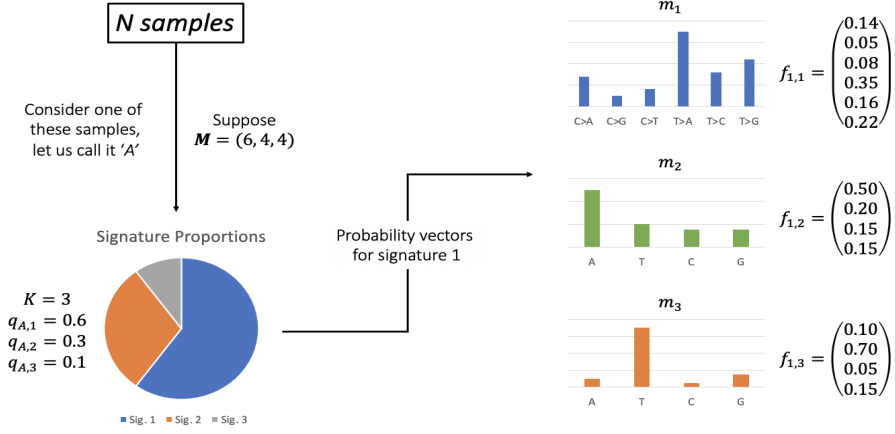 N samples
Consider one of
these samples,
let us call it 'A'
Suppose
M = (6, 4, 4)
Signature Proportions
K = 3
q_{A,1} = 0.6
q_{A,2} = 0.3
q_{A,3} = 0.1
Sig. 1 Sig. 2 Sig. 3
Probability vectors
for signature 1
m_1
C>A C>G C>T T>A T>C T>G
f_{1,1} =
0.14
0.05
0.08
0.35
0.16
0.22
m_2
A T C G
f_{1,2} =
0.50
0.20
0.15
0.15
m_3
A T C G
f_{1,3} =
0.10
0.70
0.05
0.15